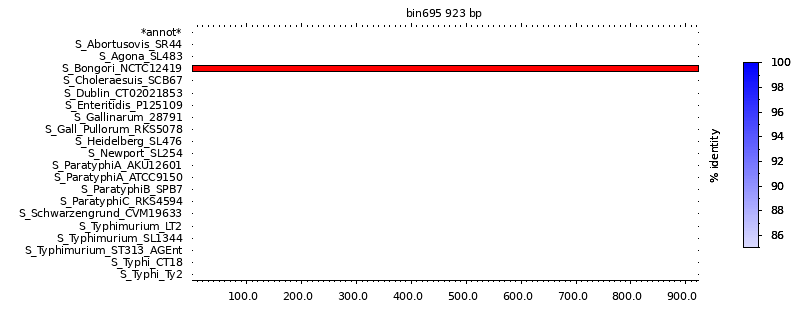 bin695 923 bp
*annot*
S_Abortusovis_SR44
S_Agona_SL483
S_Bongori_NCTC12419
S_Choleraesuis_SCB67
S_Dublin_CT02021853
S_Enteritidis_P125109
S_Gallinarum_28791
S_Gall_Pullorum_RKS5078
S_Heidelberg_SL476
S_Newport_SL254
S_ParatyphiA_AKU12601
S_ParatyphiA_ATCC9150
S_ParatyphiB_SPB7
S_ParatyphiC_RKS4594
S_Schwarzengrund_CVM19633
S_Typhimurium_LT2
S_Typhimurium_SL1344
S_Typhimurium_ST313_AGEnt
S_Typhi_CT18
S_Typhi_Ty2
100.0 200.0 300.0 400.0 500.0 600.0 700.0 800.0 900.0
% identity
100
98
96
94
92
90
88
86